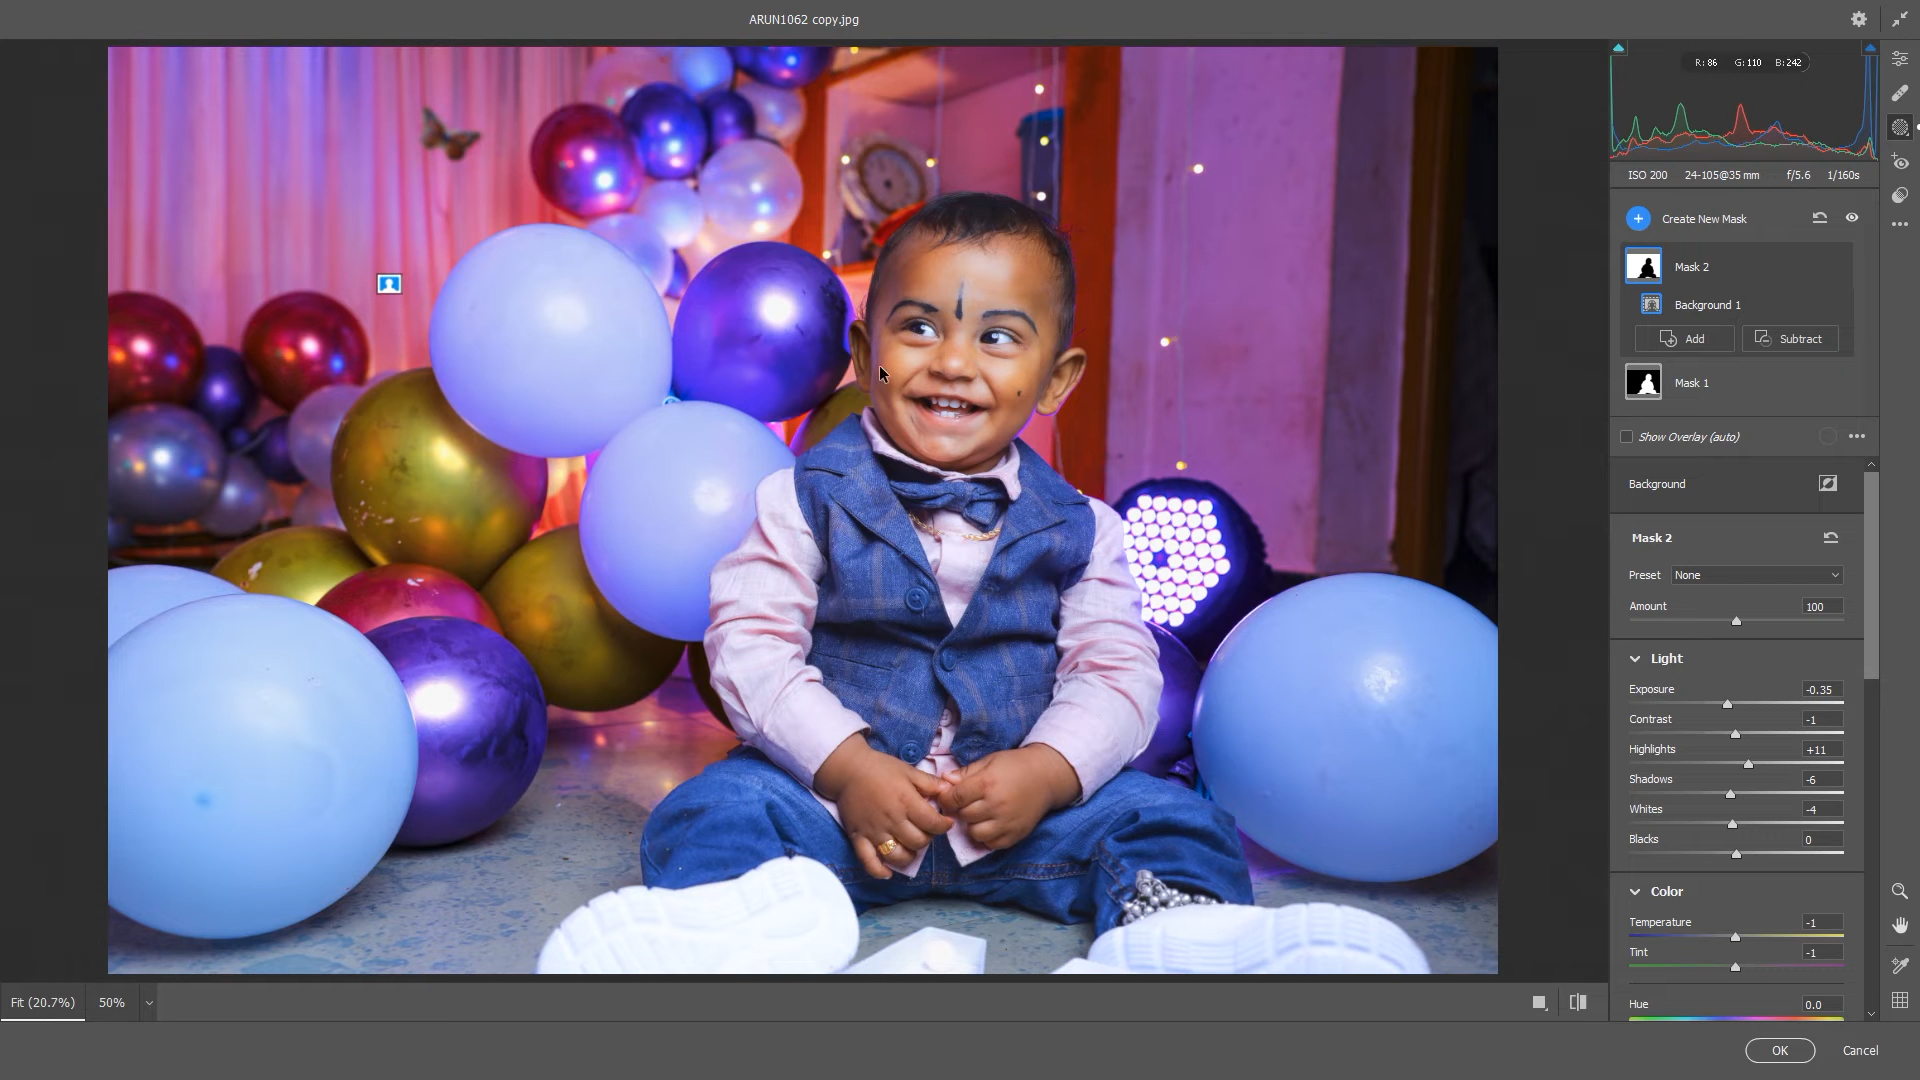 ARUN1062 copy.jpg
R: 86 G: 110 B: 242
ISO 200 24-105@35 mm f/5.6 1/160s
Create New Mask
Mask 2
Background 1
Add Subtract
Mask 1
Show Overlay (auto)
Background
Mask 2
Preset None
Amount 100
Light
Exposure -0.35
Contrast -1
Highlights +11
Shadows -6
Whites -4
Blacks 0
Color
Temperature -1
Tint -1
Hue 0.0
Fit (20.7%) 50%
OK Cancel